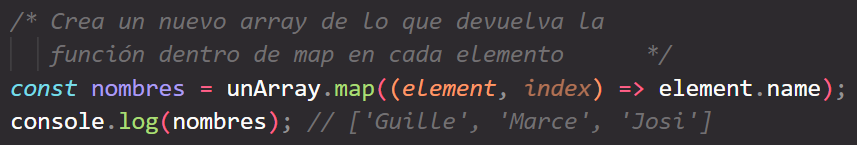 /* Crea un nuevo array de lo que devuelva la
función dentro de map en cada elemento */
const nombres = unArray.map((element, index) => element.name);
console.log(nombres); // ['Guille', 'Marce', 'Josi']